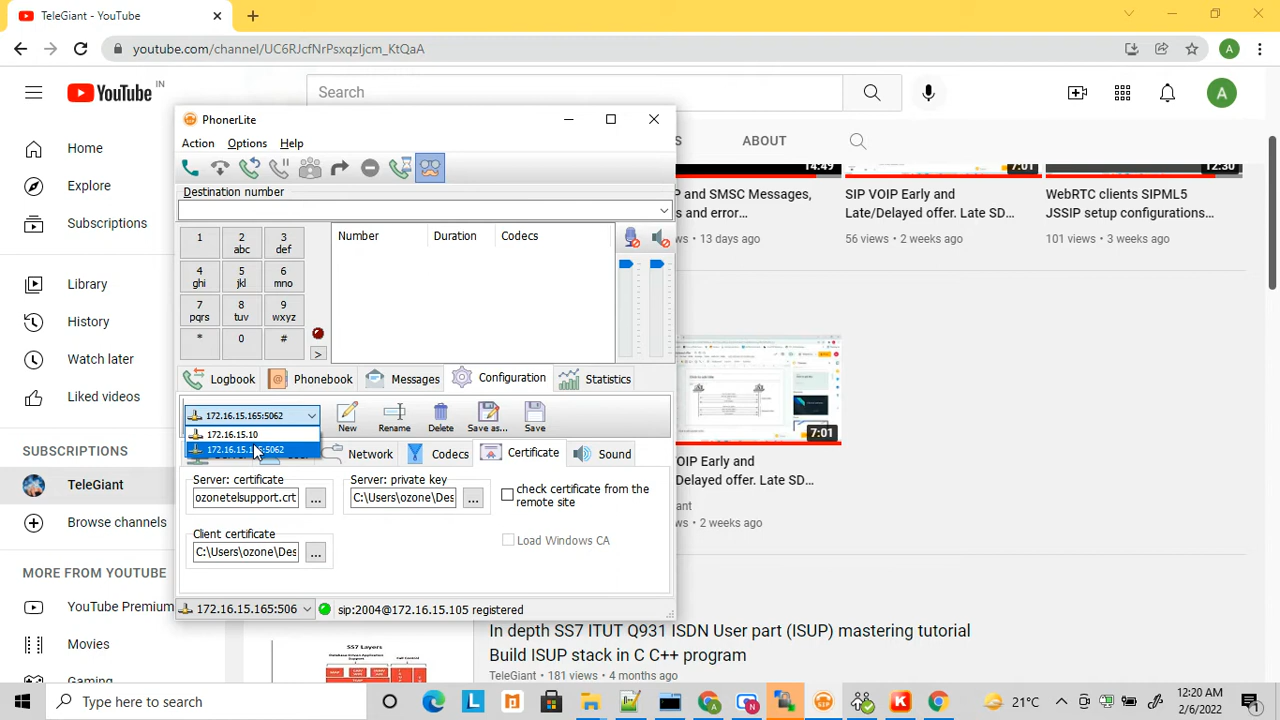 TeleGiant - YouTube
youtube.com/channel/UC6RJcfNrPsxqzIjcm_KtQaA
A
YouTube IN
Search
A
PhonerLite
Action Options Help
Destination number
1 2 abc 3 def
4 ghi 5 jkl 6 mno
7 pqrs 8 tuv 9 wxyz
* 0 #
>
Number Duration Codecs
Logbook Phonebook Messages Configuration Statistics
172.16.15.165:5062
172.16.15.10
New Rename Delete Save as... Save
Network Codecs Certificate Sound
Server: certificate
ozonetelsupport.crt ...
Server: private key
C:\Users\ozone\Des ...
check certificate from the remote site
Client certificate
C:\Users\ozone\Des ...
Load Windows CA
172.16.15.165:506
sip:2004@172.16.15.105 registered
Home
Explore
Subscriptions
Library
History
Watch later
Liked videos
SUBSCRIPTIONS
TeleGiant
Browse channels
MORE FROM YOUTUBE
YouTube Premium
Movies
Gaming
ABOUT
14:49
7:01
12:30
P and SMSC Messages,
s and error...
ws • 13 days ago
SIP VOIP Early and
Late/Delayed offer. Late SD...
56 views • 2 weeks ago
WebRTC clients SIPML5
JSSIP setup configurations...
101 views • 3 weeks ago
7:01
OIP Early and
Delayed offer. Late SD...
ant
ws • 2 weeks ago
In depth SS7 ITUT Q931 ISDN User part (ISUP) mastering tutorial
Build ISUP stack in C C++ program
TeleGiant • 181 views • 4 months ago
SS7 Layers
Type here to search
21°C
12:20 AM
2/6/2022